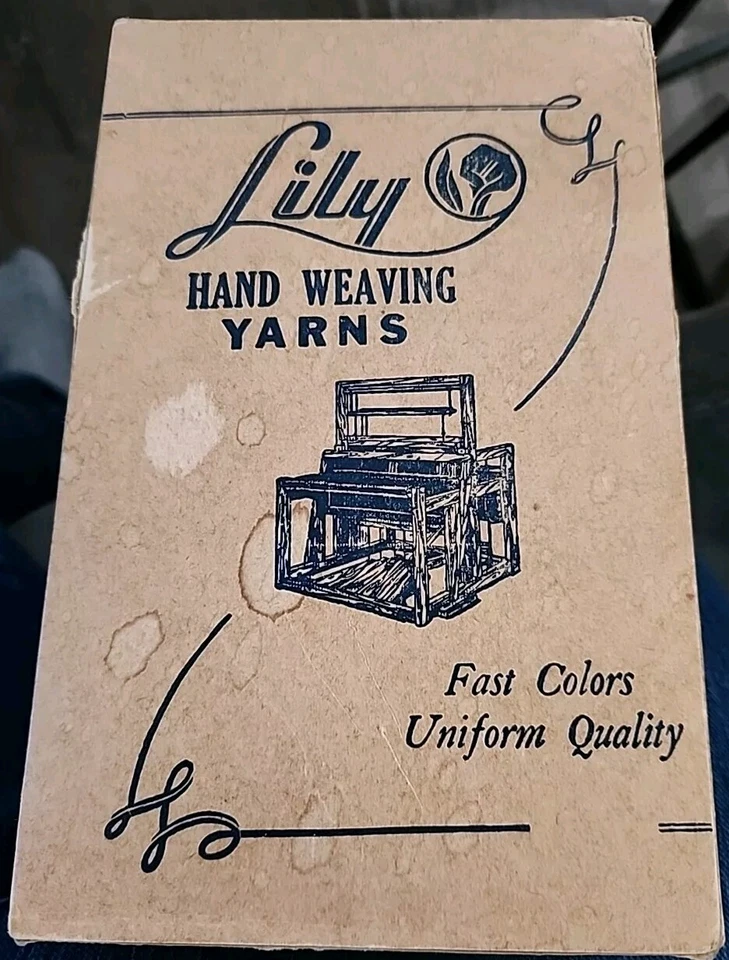 Lily
HAND WEAVING
YARNS
Fast Colors
Uniform Quality